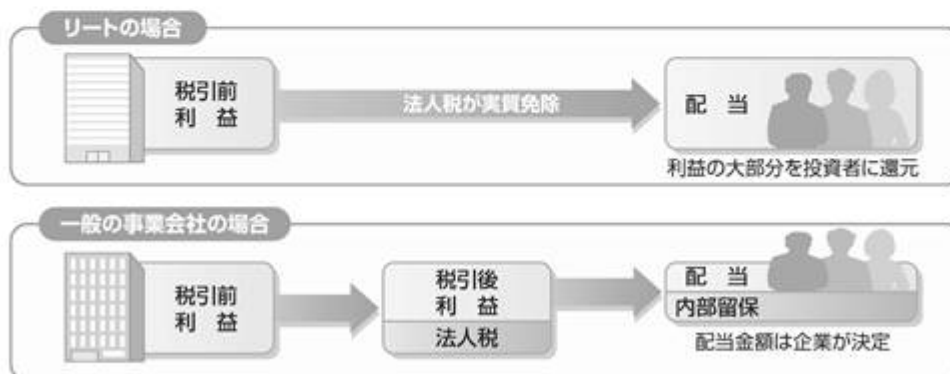 リートの場合
税引前
利　益
法人税が実質免除
配　当
利益の大部分を投資者に還元
一般の事業会社の場合
税引前
利　益
税引後
利　益
法人税
配　当
内部留保
配当金額は企業が決定